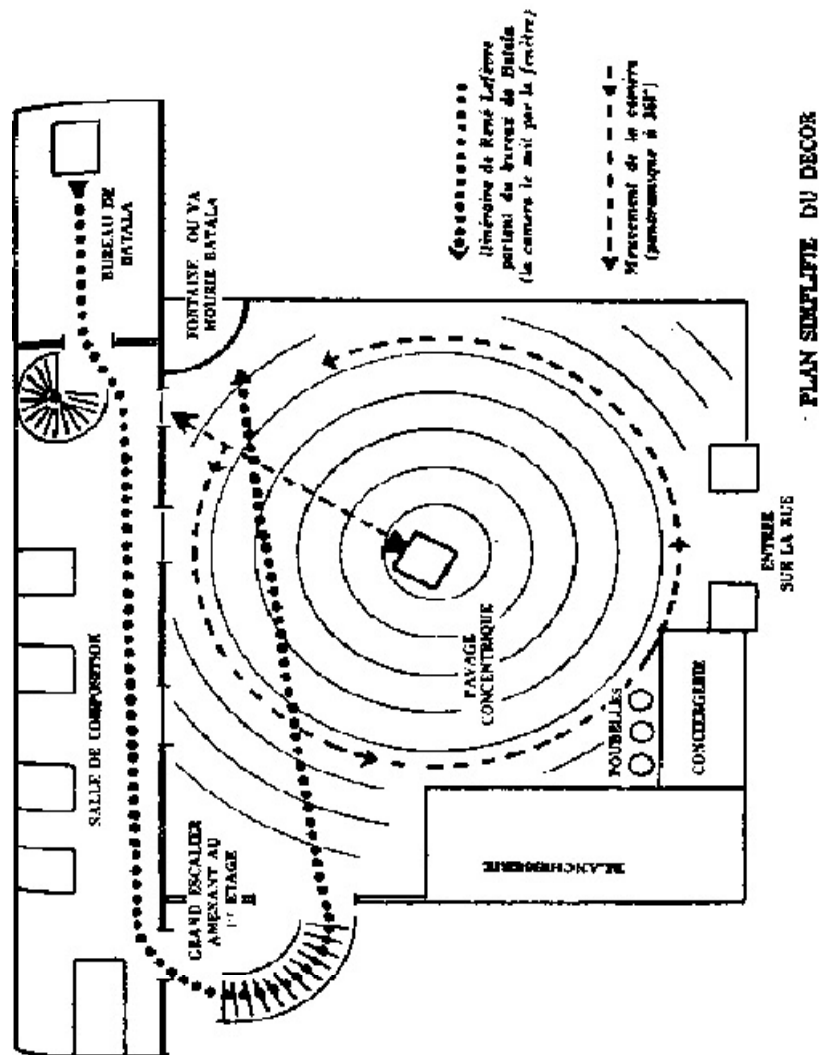 BUREAU DE
BATALA
FONTAINE OU VA
MOURIR BATALA
SALLE DE COMPOSITION
GRAND ESCALIER
AMENANT AU
1er ETAGE
PAVAGE
CONCENTRIQUE
POUBELLES
CONCIERGERIE
BLANCHISSERIE
ENTREE
SUR LA RUE
Itinéraire de René Lefèvre
partant du bureau de Batala
(la camera le suit par la fenêtre)
Mouvement de la caméra
(panoramique à 360°)
PLAN SIMPLIFIE DU DECOR